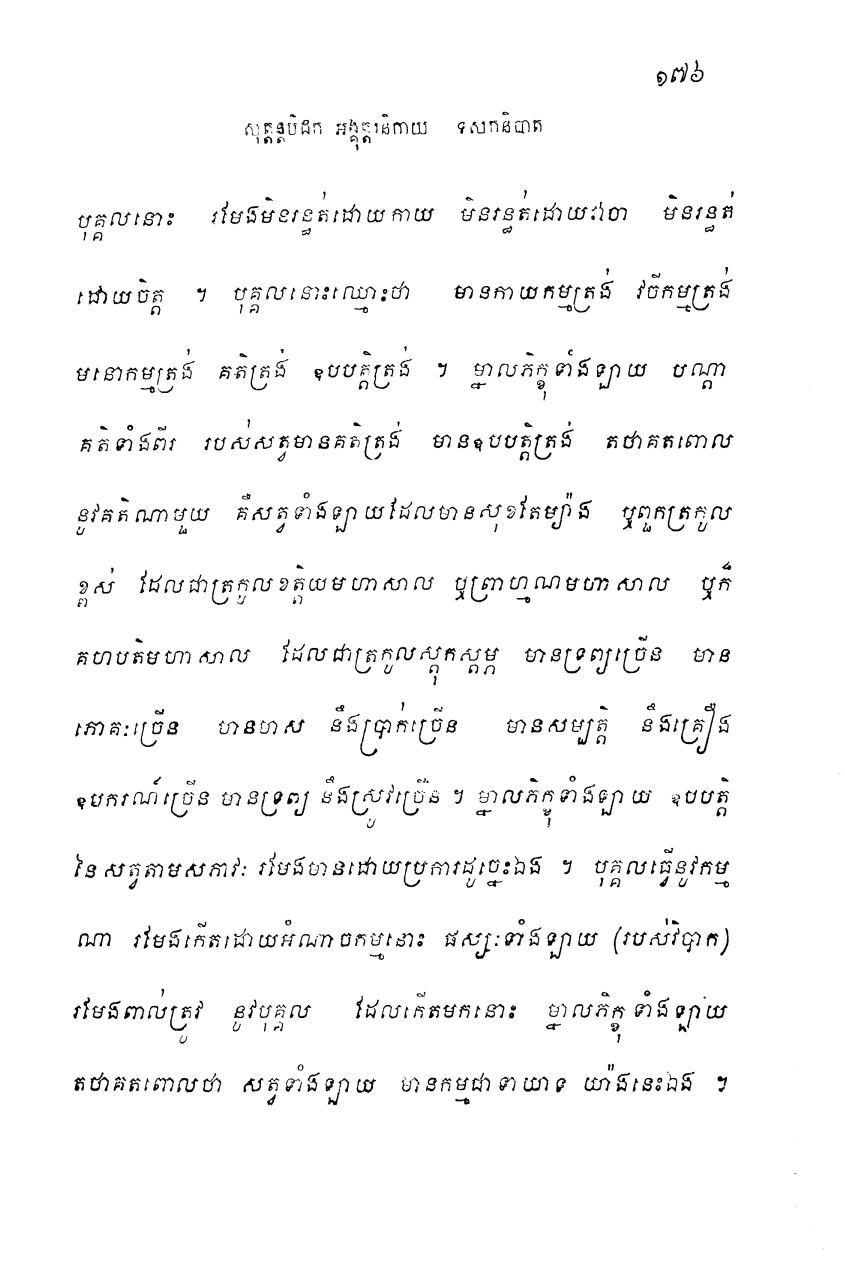 ១៧៦
សុត្តន្តបិដក អង្គុត្តរនិកាយ ទសកនិបាត
បុគ្គលនោះ រមែងមិនរន្ធត់ដោយកាយ មិនរន្ធត់ដោយវាចា មិនរន្ធត់
ដោយចិត្ត ។ បុគ្គលនោះឈ្មោះថា មានកាយកម្មត្រង់ វចីកម្មត្រង់
មនោកម្មត្រង់ គតិត្រង់ ឧបបត្តិត្រង់ ។ ម្នាលភិក្ខុទាំងឡាយ បណ្តា
គតិទាំងពីរ របស់សត្វមានគតិត្រង់ មានឧបបត្តិត្រង់ តថាគតពោល
នូវគតិណាមួយ គឺសត្វទាំងឡាយដែលមានសុខតែម្យ៉ាង ឬពួកត្រកូល
ខ្ពស់ ដែលជាត្រកូលខត្តិយមហាសាល ឬព្រាហ្មណមហាសាល ឬក៏
គហបតិមហាសាល ដែលជាត្រកូលស្តុកស្តម្ភ មានទ្រព្យច្រើន មាន
ភោគៈច្រើន មានមាស នឹងប្រាក់ច្រើន មានសម្បត្តិ នឹងគ្រឿង
ឧបករណ៍ច្រើន មានទ្រព្យ នឹងស្រូវច្រើន ។ ម្នាលភិក្ខុទាំងឡាយ ឧបបត្តិ
នៃសត្វតាមសភាវៈ រមែងមានដោយប្រការដូច្នេះឯង ។ បុគ្គលធ្វើនូវកម្ម
ណា រមែងកើតដោយអំណាចកម្មនោះ ផស្សៈទាំងឡាយ (របស់វិបាក)
រមែងពាល់ត្រូវ នូវបុគ្គល ដែលកើតមកនោះ ម្នាលភិក្ខុទាំងឡាយ
តថាគតពោលថា សត្វទាំងឡាយ មានកម្មជាទាយាទ យ៉ាងនេះឯង ។